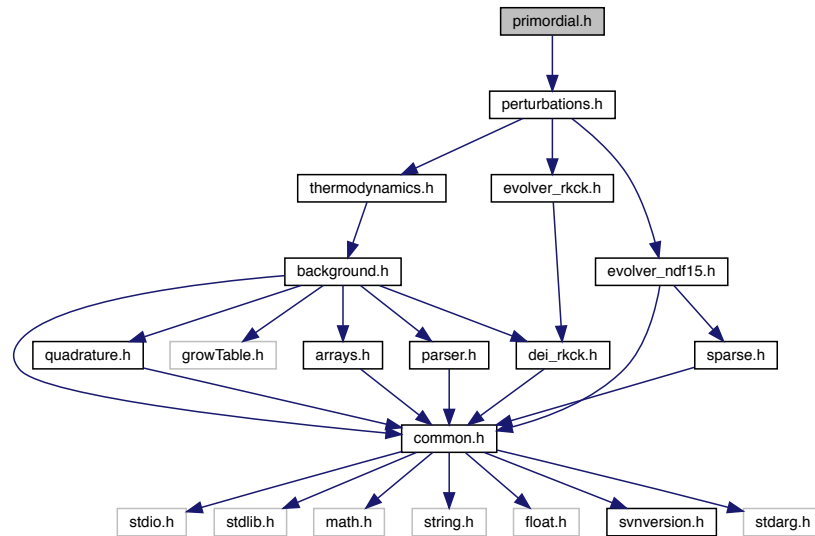 primordial.h
perturbations.h
thermodynamics.h
evolver_rkck.h
background.h
evolver_ndf15.h
quadrature.h
growTable.h
arrays.h
parser.h
dei_rkck.h
sparse.h
common.h
stdio.h
stdlib.h
math.h
string.h
float.h
svnversion.h
stdarg.h